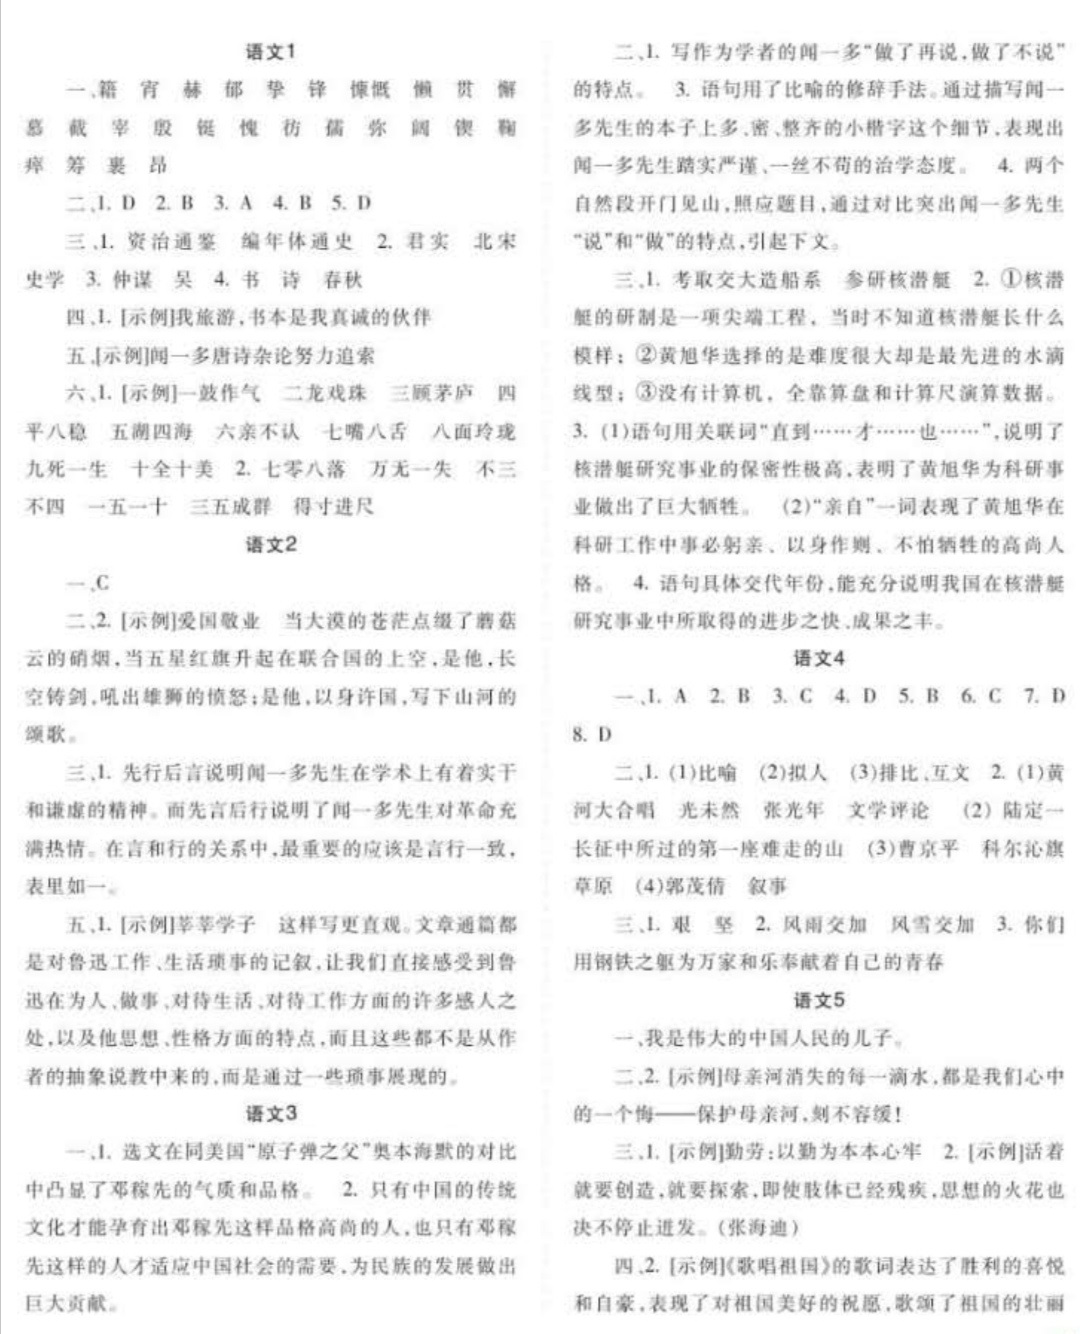 语文1
一、籍 宵 赫 郁 挚 锋 慷慨 懒 贯 懈
慕 截 宰 殷 铤 愧 彷 孺 弥 阔 锲 鞠
瘁 筹 裹 昂
二、1. D 2. B 3. A 4. B 5. D
三、1. 资治通鉴 编年体通史 2. 君实 北宋
史学 3. 仲谋 吴 4. 书 诗 春秋
四、1. [示例]我旅游,书本是我真诚的伙伴
五、[示例]闻一多唐诗杂论努力追索
六、1. [示例]一鼓作气 二龙戏珠 三顾茅庐 四
平八稳 五湖四海 六亲不认 七嘴八舌 八面玲珑
九死一生 十全十美 2. 七零八落 万无一失 不三
不四 一五一十 三五成群 得寸进尺
语文2
一、C
二、2. [示例]爱国敬业 当大漠的苍茫点缀了蘑菇
云的硝烟,当五星红旗升起在联合国的上空,是他,长
空铸剑,吼出雄狮的愤怒;是他,以身许国,写下山河的
颂歌。
三、1. 先行后言说明闻一多先生在学术上有着实干
和谦虚的精神。而先言后行说明了闻一多先生对革命充
满热情。在言和行的关系中,最重要的应该是言行一致,
表里如一。
五、1. [示例]莘莘学子 这样写更直观。文章通篇都
是对鲁迅工作、生活琐事的记叙,让我们直接感受到鲁
迅在为人、做事、对待生活、对待工作方面的许多感人之
处,以及他思想、性格方面的特点,而且这些都不是从作
者的抽象说教中来的,而是通过一些琐事展现的。
语文3
一、1. 选文在同美国“原子弹之父”奥本海默的对比
中凸显了邓稼先的气质和品格。 2. 只有中国的传统
文化才能孕育出邓稼先这样品格高尚的人,也只有邓稼
先这样的人才适应中国社会的需要,为民族的发展做出
巨大贡献。
二、1. 写作为学者的闻一多“做了再说,做了不说”
的特点。 3. 语句用了比喻的修辞手法。通过描写闻一
多先生的本子上多、密、整齐的小楷字这个细节,表现出
闻一多先生踏实严谨、一丝不苟的治学态度。 4. 两个
自然段开门见山,照应题目,通过对比突出闻一多先生
“说”和“做”的特点,引起下文。
三、1. 考取交大造船系 参研核潜艇 2. ①核潜
艇的研制是一项尖端工程，当时不知道核潜艇长什么
模样；②黄旭华选择的是难度很大却是最先进的水滴
线型；③没有计算机，全靠算盘和计算尺演算数据。
3. (1)语句用关联词“直到……才……也……”,说明了
核潜艇研究事业的保密性极高,表明了黄旭华为科研事
业做出了巨大牺牲。 (2)“亲自”一词表现了黄旭华在
科研工作中事必躬亲、以身作则、不怕牺牲的高尚人
格。 4. 语句具体交代年份,能充分说明我国在核潜艇
研究事业中所取得的进步之快、成果之丰。
语文4
一、1. A 2. B 3. C 4. D 5. B 6. C 7. D
8. D
二、1. (1)比喻 (2)拟人 (3)排比、互文 2. (1)黄
河大合唱 光未然 张光年 文学评论 (2) 陆定一
长征中所过的第一座难走的山 (3)曹京平 科尔沁旗
草原 (4)郭茂倩 叙事
三、1. 艰 坚 2. 风雨交加 风雪交加 3. 你们
用钢铁之躯为万家和乐奉献着自己的青春
语文5
一、我是伟大的中国人民的儿子。
二、2. [示例]母亲河消失的每一滴水,都是我们心中
的一个悔——保护母亲河,刻不容缓!
三、1. [示例]勤劳:以勤为本本心牢 2. [示例]活着
就要创造,就要探索,即使肢体已经残疾,思想的火花也
决不停止迸发。(张海迪)
四、2. [示例]《歌唱祖国》的歌词表达了胜利的喜悦
和自豪,表现了对祖国美好的祝愿,歌颂了祖国的壮丽